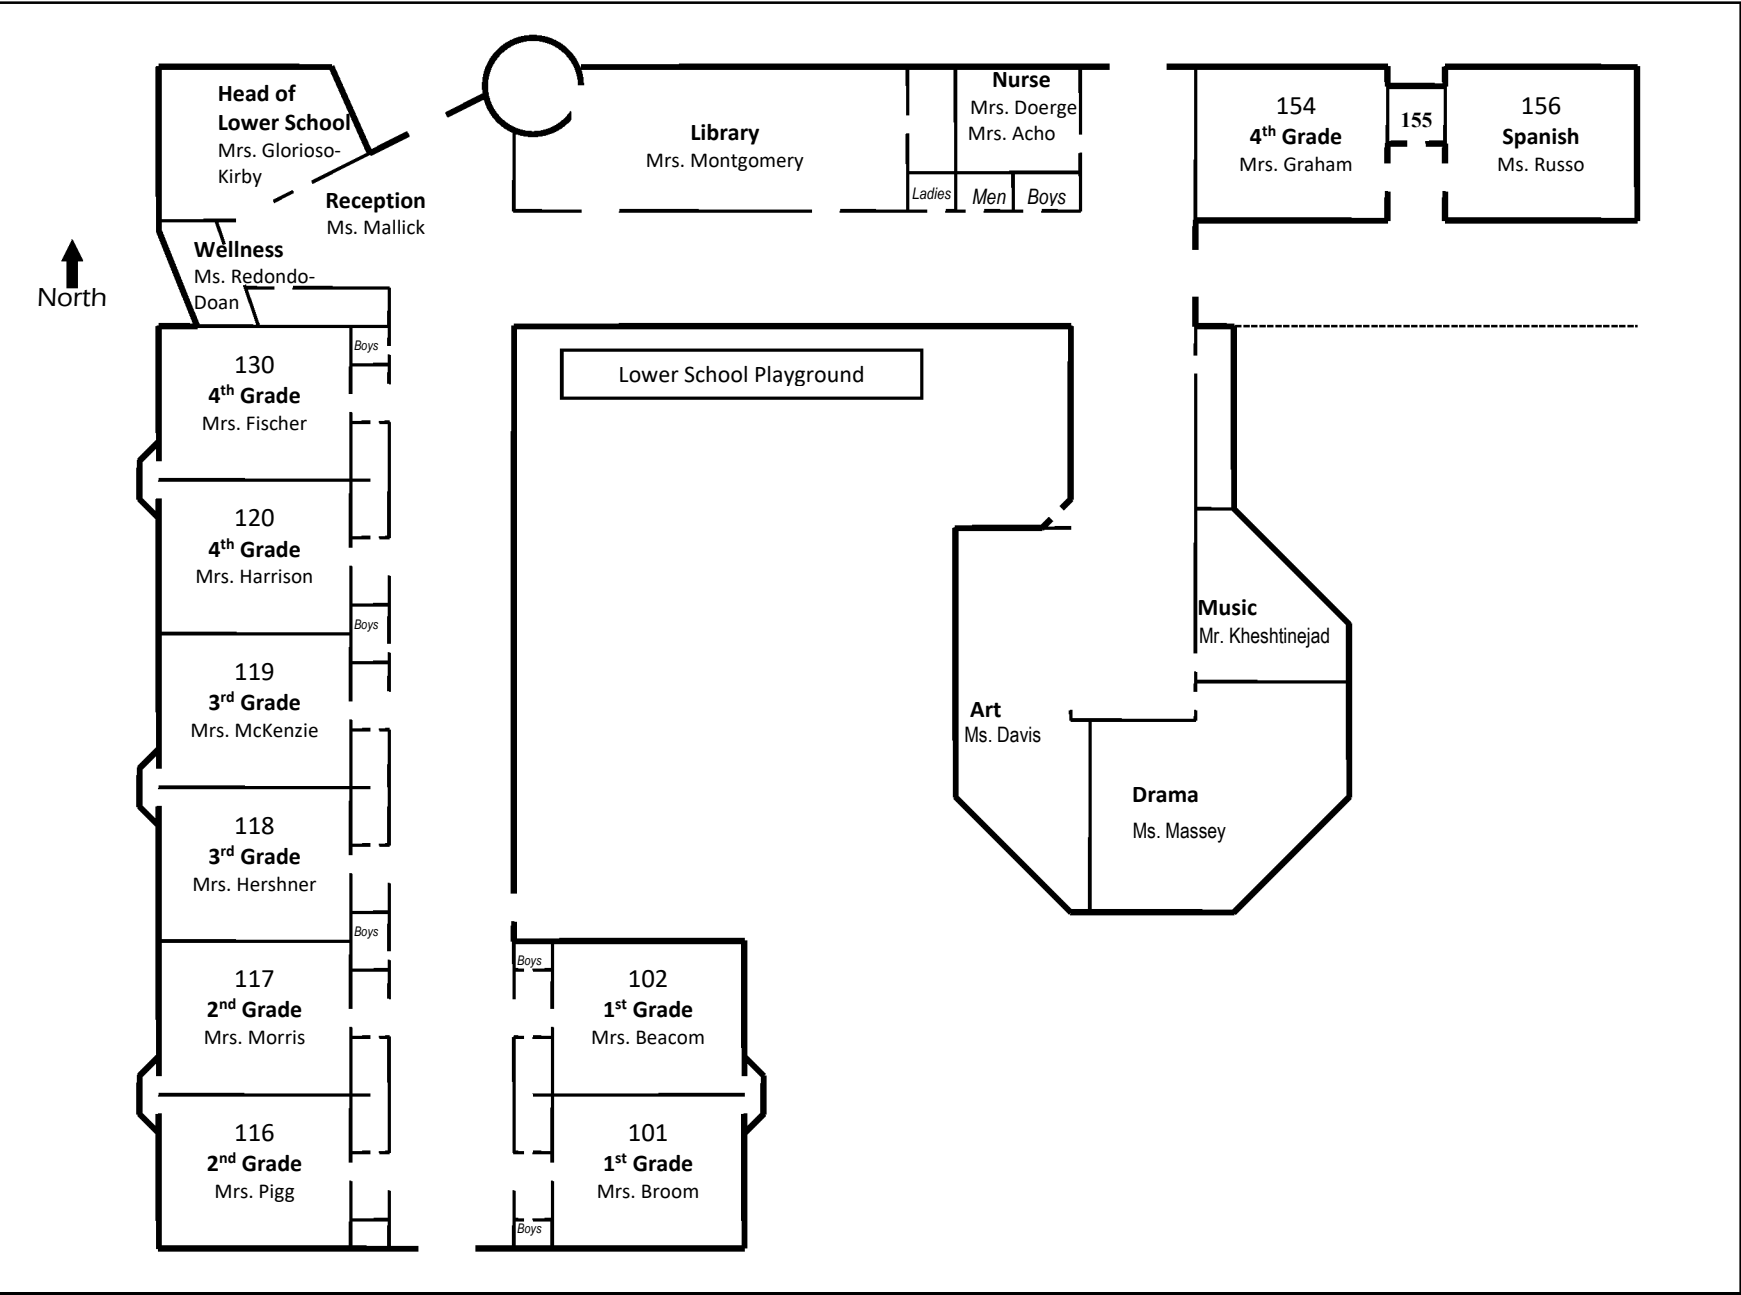 Head of
Lower School
Mrs. Glorioso-
Kirby
Reception
Ms. Mallick
Wellness
Ms. Redondo-
Doan
North
Library
Mrs. Montgomery
Nurse
Mrs. Doerge
Mrs. Acho
Ladies
Men
Boys
154
4th Grade
Mrs. Graham
155
156
Spanish
Ms. Russo
Lower School Playground
Boys
130
4th Grade
Mrs. Fischer
120
4th Grade
Mrs. Harrison
Boys
119
3rd Grade
Mrs. McKenzie
118
3rd Grade
Mrs. Hershner
Boys
117
2nd Grade
Mrs. Morris
116
2nd Grade
Mrs. Pigg
Boys
102
1st Grade
Mrs. Beacom
101
1st Grade
Mrs. Broom
Boys
Music
Mr. Kheshtinejad
Art
Ms. Davis
Drama
Ms. Massey